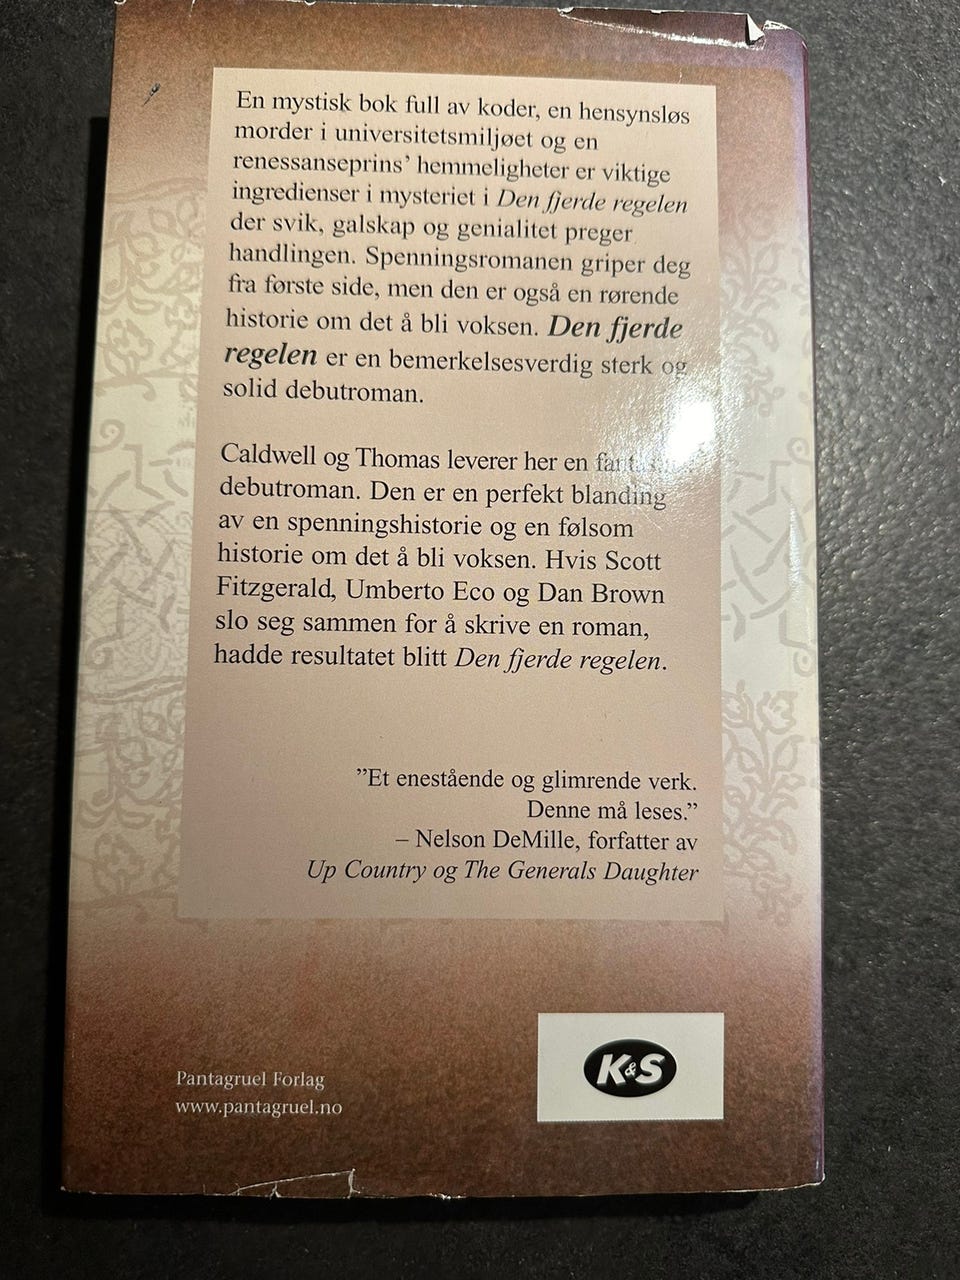 En mystisk bok full av koder, en hensynsløs
morder i universitetsmiljøet og en
renessanseprins’ hemmeligheter er viktige
ingredienser i mysteriet i Den fjerde regelen
der svik, galskap og genialitet preger
handlingen. Spenningsromanen griper deg
fra første side, men den er også en rørende
historie om det å bli voksen. Den fjerde
regelen er en bemerkelsesverdig sterk og
solid debutroman.
Caldwell og Thomas leverer her en
debutroman. Den er en perfekt blanding
av en spenningshistorie og en følsom
historie om det å bli voksen. Hvis Scott
Fitzgerald, Umberto Eco og Dan Brown
slo seg sammen for å skrive en roman,
hadde resultatet blitt Den fjerde regelen.
”Et enestående og glimrende verk.
Denne må leses.”
– Nelson DeMille, forfatter av
Up Country og The Generals Daughter
K&S
Pantagruel Forlag
www.pantagruel.no